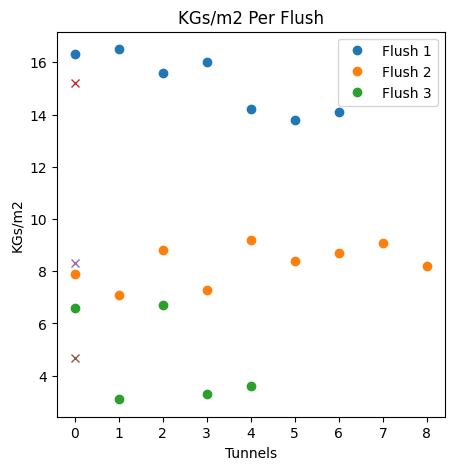 KGs/m2 Per Flush
Flush 1
Flush 2
Flush 3
KGs/m2
16
14
12
10
8
6
4
0 1 2 3 4 5 6 7 8
Tunnels